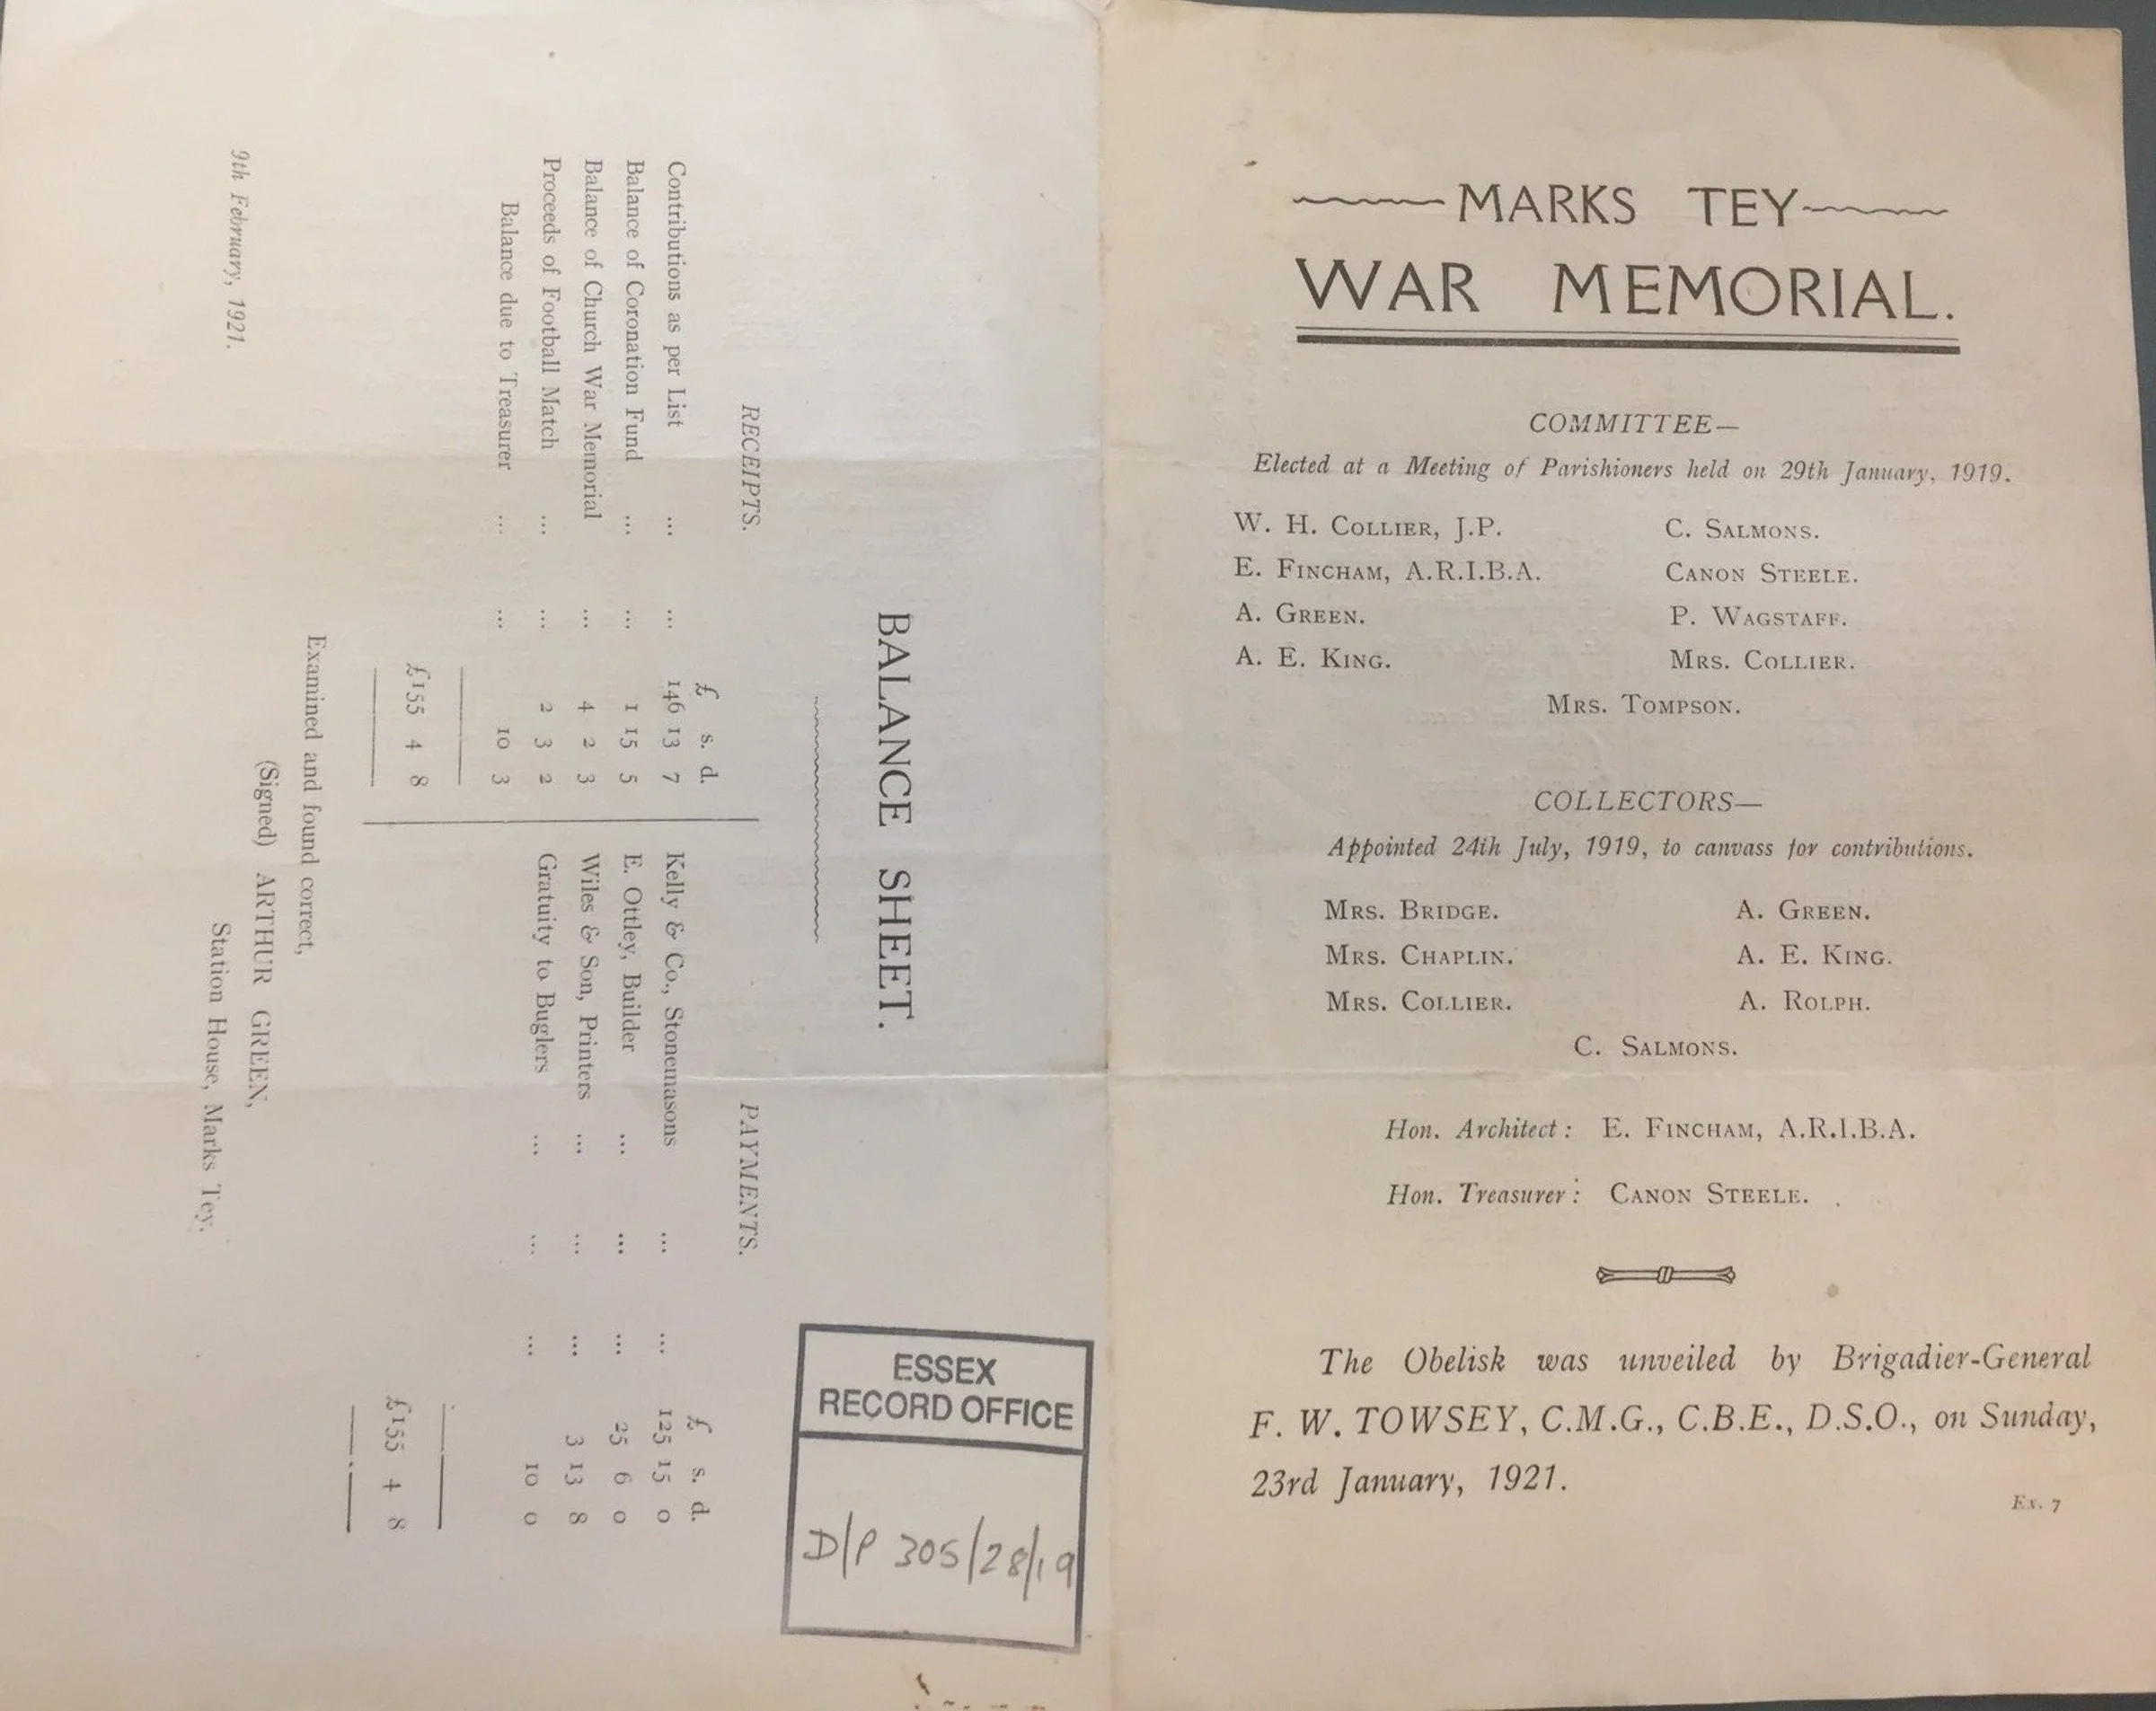 MARKS TEY
WAR MEMORIAL.
COMMITTEE—
Elected at a Meeting of Parishioners held on 29th January, 1919.
W. H. COLLIER, J.P. C. SALMONS.
E. FINCHAM, A.R.I.B.A. CANON STEELE.
A. GREEN. P. WAGSTAFF.
A. E. KING. MRS. COLLIER.
MRS. TOMPSON.
COLLECTORS—
Appointed 24th July, 1919, to canvass for contributions.
MRS. BRIDGE. A. GREEN.
MRS. CHAPLIN. A. E. KING.
MRS. COLLIER. A. ROLPH.
C. SALMONS.
Hon. Architect: E. FINCHAM, A.R.I.B.A.
Hon. Treasurer: CANON STEELE.
The Obelisk was unveiled by Brigadier-General
F. W. TOWSEY, C.M.G., C.B.E., D.S.O., on Sunday,
23rd January, 1921.
Ex. 7
BALANCE SHEET.
RECEIPTS.
£ s. d.
Contributions as per List ... ... 146 13 7
Balance of Coronation Fund ... ... 1 15 5
Balance of Church War Memorial ... 4 2 3
Proceeds of Football Match ... ... 2 3 2
Balance due to Treasurer ... ... 10 3
£155 4 8
PAYMENTS.
£ s. d.
Kelly & Co., Stonemasons ... ... 125 15 0
E. Ottley, Builder ... ... ... 25 6 0
Wiles & Son, Printers ... ... ... 3 13 8
Gratuity to Buglers ... ... ... 10 0
£155 4 8
Examined and found correct,
(Signed) ARTHUR GREEN,
Station House, Marks Tey.
9th February, 1921.
ESSEX
RECORD OFFICE
D/P 305/28/19